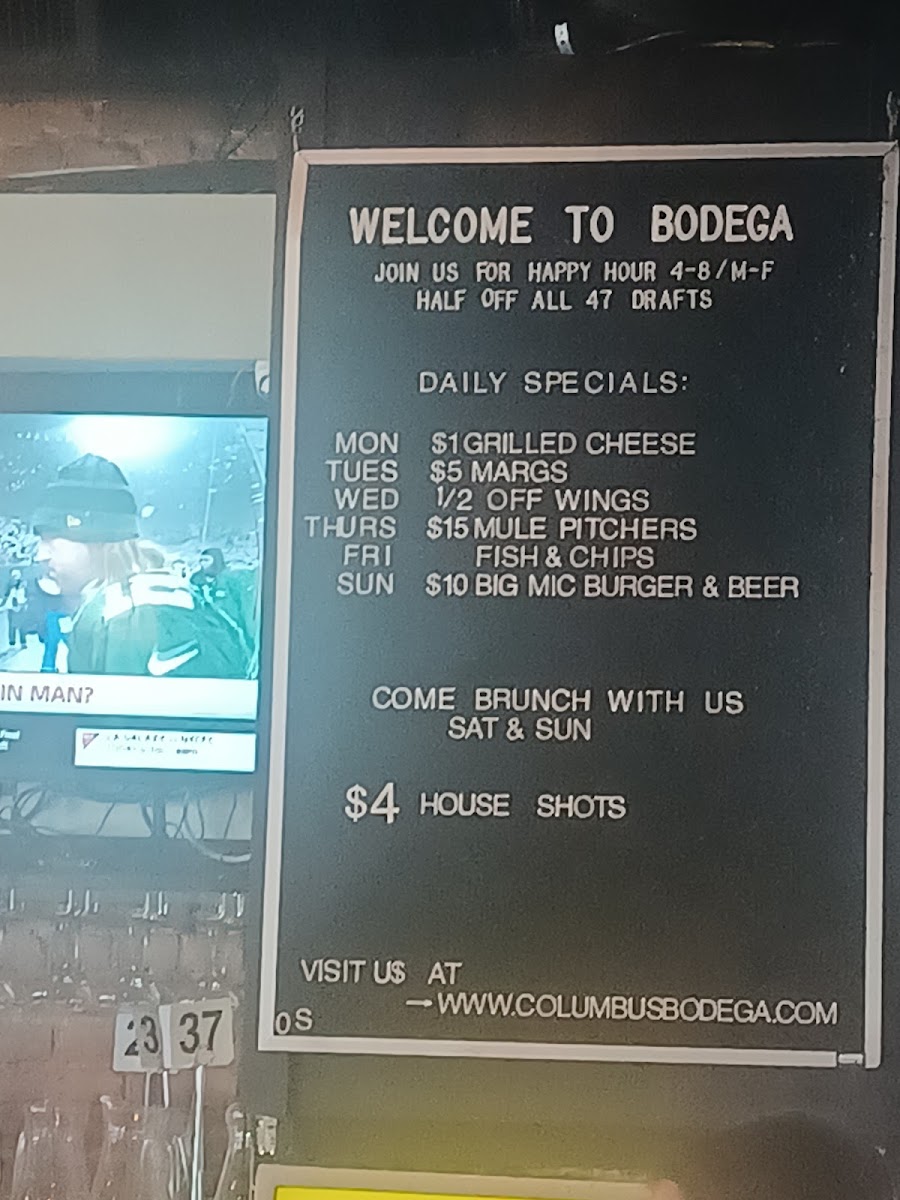 WELCOME TO BODEGA
JOIN US FOR HAPPY HOUR 4-8/M-F
HALF OFF ALL 47 DRAFTS
DAILY SPECIALS:
MON $1 GRILLED CHEESE
TUES $5 MARGS
WED 1/2 OFF WINGS
THURS $15 MULE PITCHERS
FRI FISH & CHIPS
SUN $10 BIG MIC BURGER & BEER
COME BRUNCH WITH US
SAT & SUN
$4 HOUSE SHOTS
VISIT U$ AT
→WWW.COLUMBUSBODEGA.COM
OS
IN MAN?
23 37